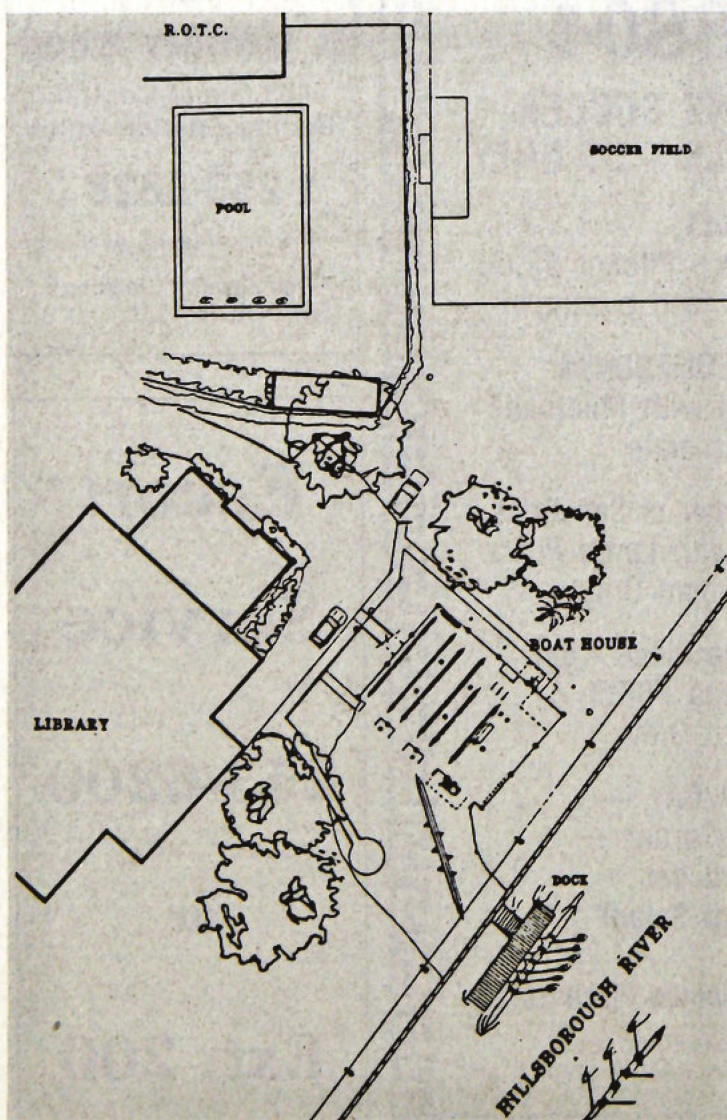 R.O.T.C.
SOCCER FIELD
POOL
BOAT HOUSE
LIBRARY
DOCK
HILLSBOROUGH RIVER